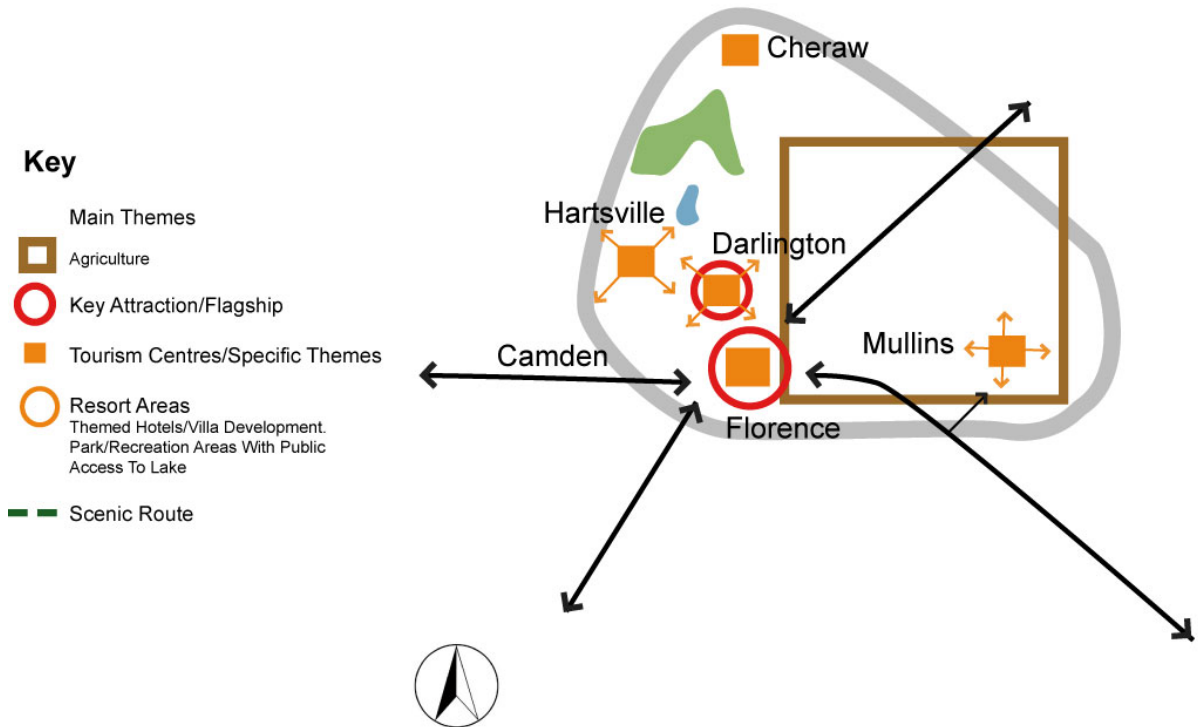 Key
Main Themes
Agriculture
Key Attraction/Flagship
Tourism Centres/Specific Themes
Resort Areas
Themed Hotels/Villa Development.
Park/Recreation Areas With Public
Access To Lake
Scenic Route
Cheraw
Hartsville
Darlington
Mullins
Camden
Florence